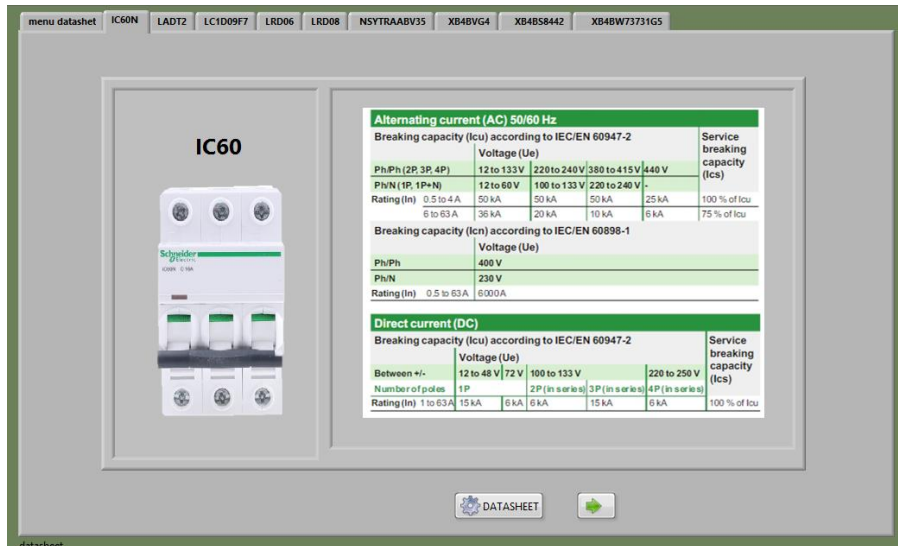 menu datashet IC60N LADT2 LC1D09F7 LRD06 LRD08 NSYTRAABV35 XB4BVG4 XB4BS8442 XB4BW73731G5
IC60
Schneider
Electric
Alternating current (AC) 50/60 Hz
Breaking capacity (Icu) according to IEC/EN 60947-2 Service breaking capacity (Ics)
Voltage (Ue)
Ph/Ph (2P, 3P, 4P) 12 to 133 V 220 to 240 V 380 to 415 V 440 V
Ph/N (1P, 1P+N) 12 to 60 V 100 to 133 V 220 to 240 V -
Rating (In) 0.5 to 4 A 50 kA 50 kA 50 kA 25 kA 100 % of Icu
6 to 63 A 36 kA 20 kA 10 kA 6 kA 75 % of Icu
Breaking capacity (Icn) according to IEC/EN 60898-1
Voltage (Ue)
Ph/Ph 400 V
Ph/N 230 V
Rating (In) 0.5 to 63 A 6000 A
Direct current (DC)
Breaking capacity (Icu) according to IEC/EN 60947-2 Service breaking capacity (Ics)
Voltage (Ue)
Between +/- 12 to 48 V 72 V 100 to 133 V 220 to 250 V
Number of poles 1P 2P (in series) 3P (in series) 4P (in series)
Rating (In) 1 to 63 A 15 kA 6 kA 6 kA 15 kA 6 kA 100 % of Icu
DATASHEET